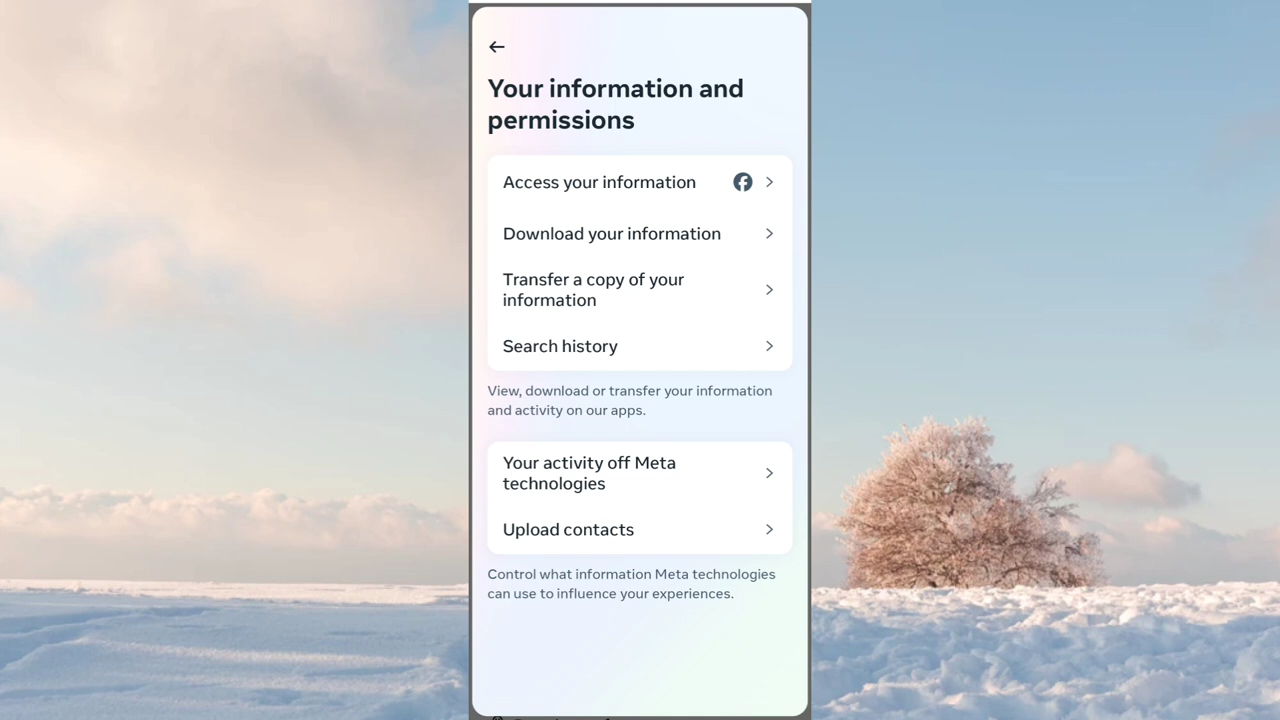 Your information and
permissions
Access your information
Download your information
Transfer a copy of your
information
Search history
View, download or transfer your information
and activity on our apps.
Your activity off Meta
technologies
Upload contacts
Control what information Meta technologies
can use to influence your experiences.